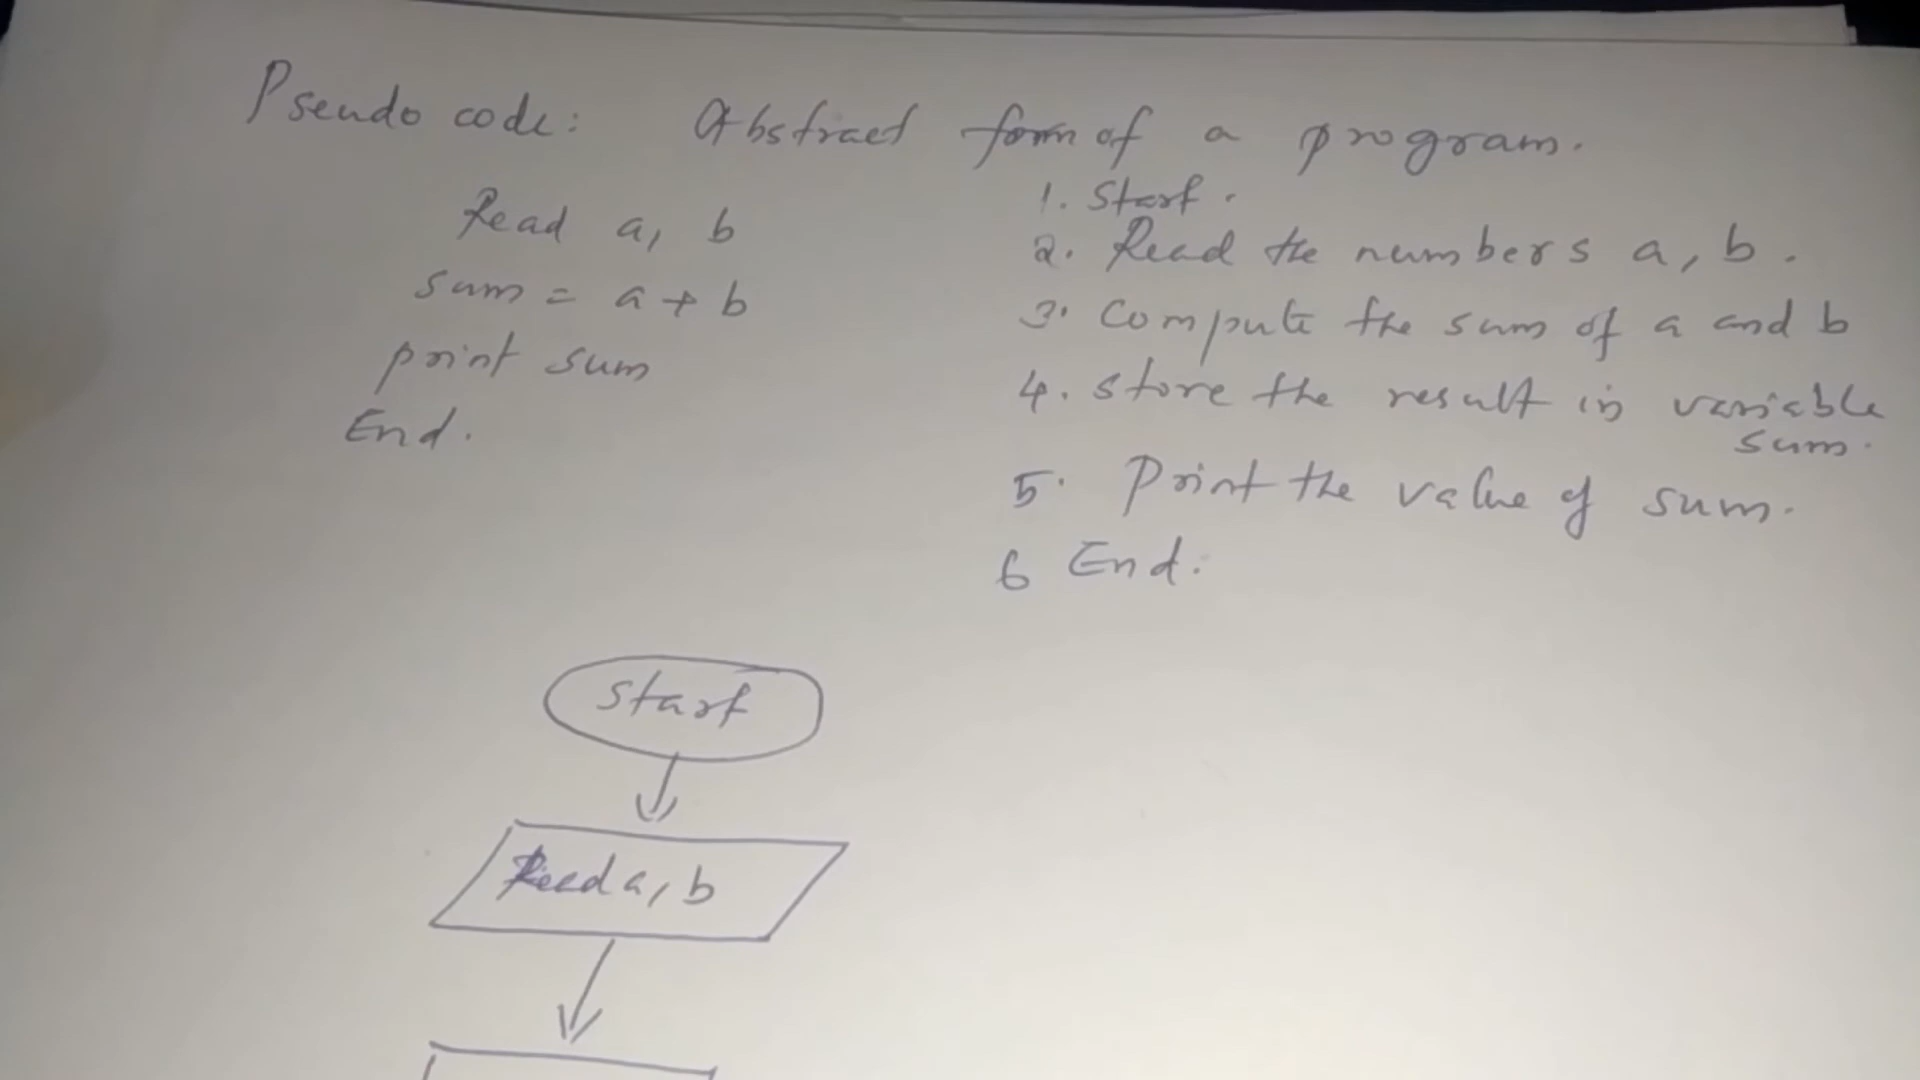 Pseudo code: Abstract form of a program.
Read a, b
sum = a + b
print sum
End.
1. Start.
2. Read the numbers a, b.
3. Compute the sum of a and b
4. store the result in variable
sum.
5. Print the value of sum.
6 End.
start
Read a, b